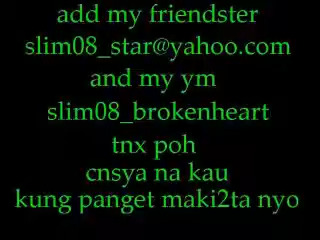 add my friendster
slim08_star@yahoo.com
and my ym
slim08_brokenheart
tnx poh
cnsya na kau
kung panget maki2ta nyo